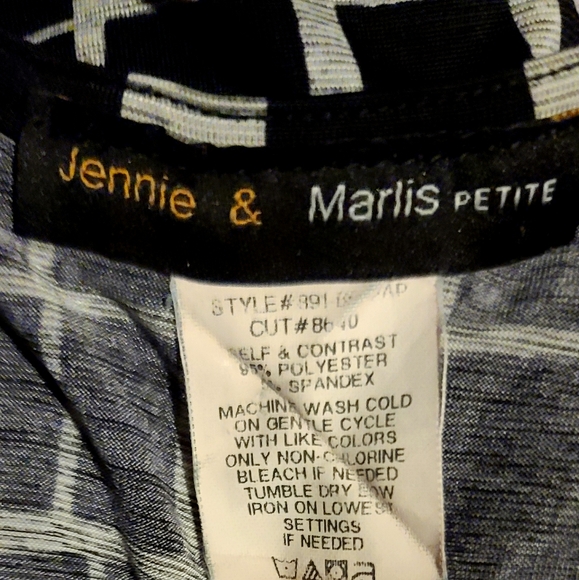 Jennie & Marlis PETITE
STYLE#
CUT#
SELF & CONTRAST
95% POLYESTER
SPANDEX
MACHINE WASH COLD
ON GENTLE CYCLE
WITH LIKE COLORS
ONLY NON-CHLORINE
BLEACH IF NEEDED
TUMBLE DRY LOW
IRON ON LOWEST
SETTINGS
IF NEEDED